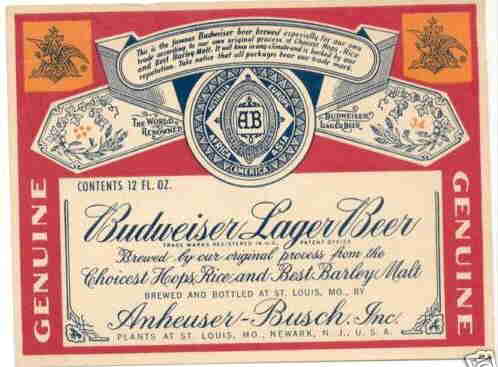 This is the famous Budweiser beer brewed especially for our own
trade according to our own original process of Choicest Hops, Rice
and Best Barley Malt. It will keep in any climate and is backed by our
reputation. Take notice that all packages bear our trade mark.
THE WORLD
RENOWNED
BUDWEISER
LAGER BEER
EUROPA
AFRICA
AMERICA
ASIA
AB
GENUINE
GENUINE
CONTENTS 12 FL. OZ.
Budweiser Lager Beer
TRADE MARKS REGISTERED IN U.S. PATENT OFFICE
Brewed by our original process from the
Choicest Hops, Rice and Best Barley Malt
BREWED AND BOTTLED AT ST. LOUIS, MO., BY
Anheuser-Busch, Inc.
PLANTS AT ST. LOUIS, MO., NEWARK, N. J., U. S. A.